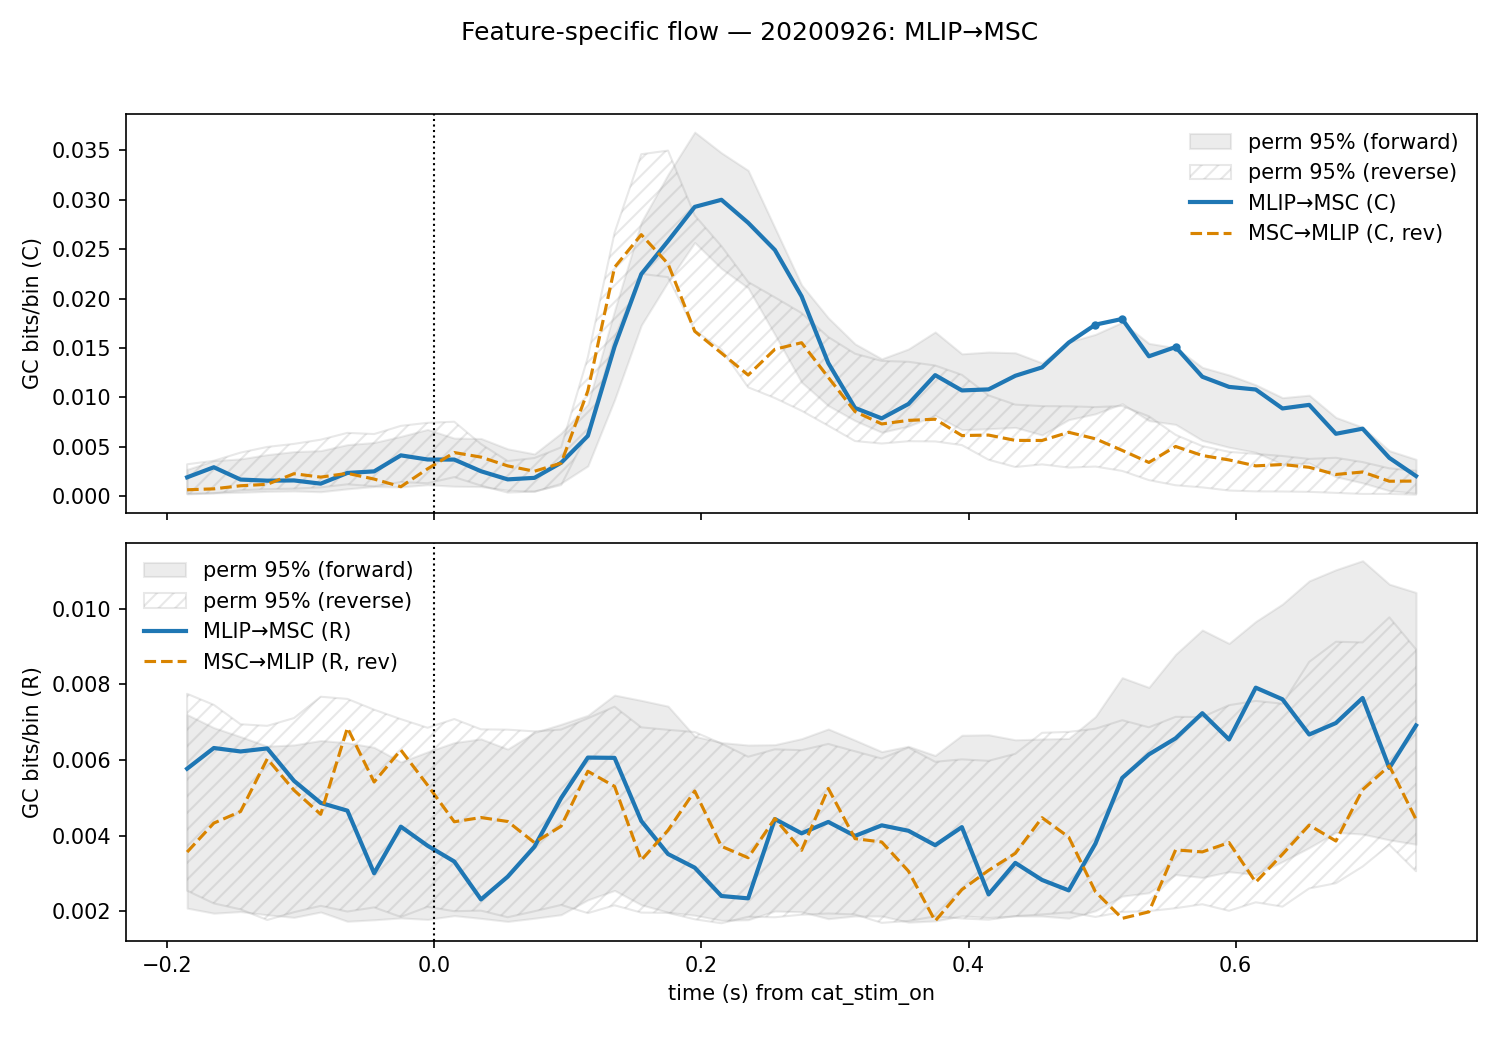 Feature-specific flow — 20200926: MLIP→MSC
GC bits/bin (C)
0.035
0.030
0.025
0.020
0.015
0.010
0.005
0.000
perm 95% (forward)
perm 95% (reverse)
MLIP→MSC (C)
MSC→MLIP (C, rev)
GC bits/bin (R)
0.010
0.008
0.006
0.004
0.002
perm 95% (forward)
perm 95% (reverse)
MLIP→MSC (R)
MSC→MLIP (R, rev)
−0.2
0.0
0.2
0.4
0.6
time (s) from cat_stim_on